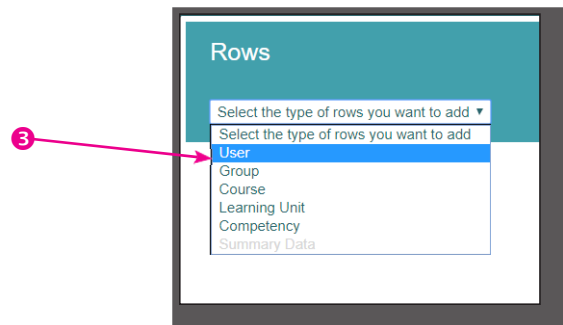 Rows
Select the type of rows you want to add ▼
Select the type of rows you want to add
3
User
Group
Course
Learning Unit
Competency
Summary Data